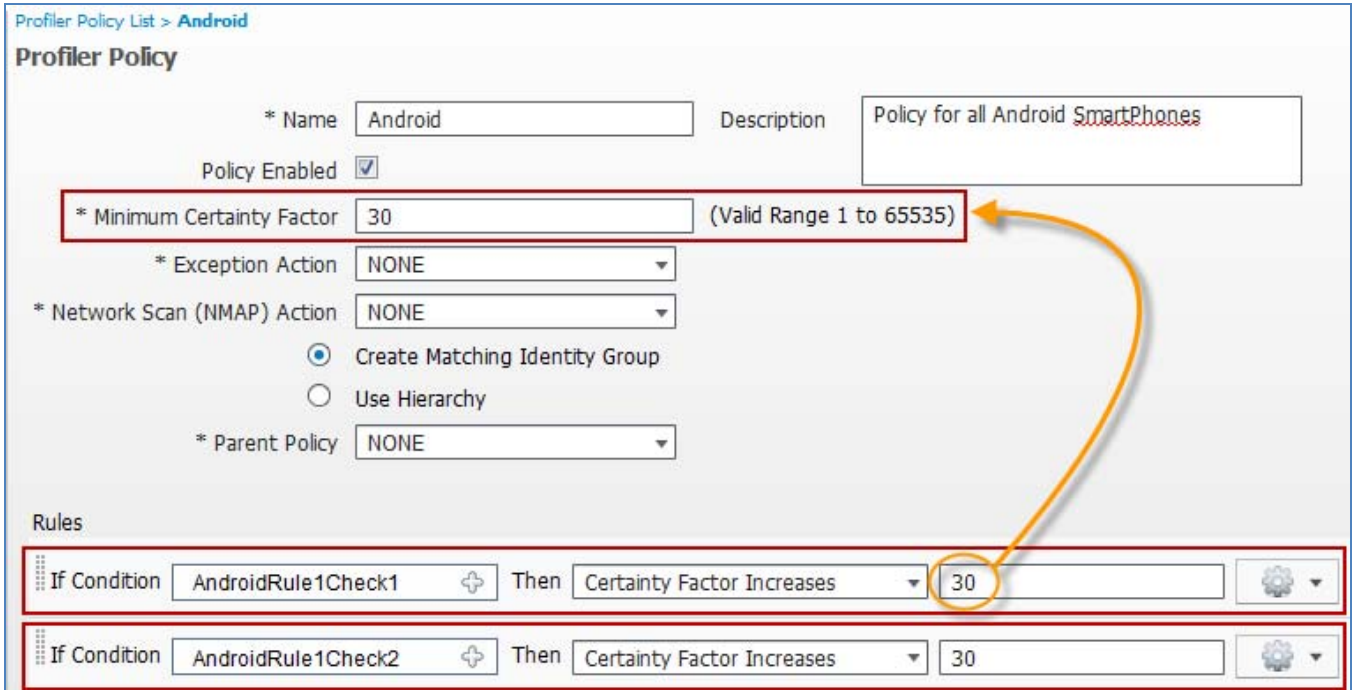 Profiler Policy List > Android
Profiler Policy
* Name Android Description Policy for all Android SmartPhones
Policy Enabled
* Minimum Certainty Factor 30 (Valid Range 1 to 65535)
* Exception Action NONE
* Network Scan (NMAP) Action NONE
Create Matching Identity Group
Use Hierarchy
* Parent Policy NONE
Rules
If Condition AndroidRule1Check1 Then Certainty Factor Increases 30
If Condition AndroidRule1Check2 Then Certainty Factor Increases 30